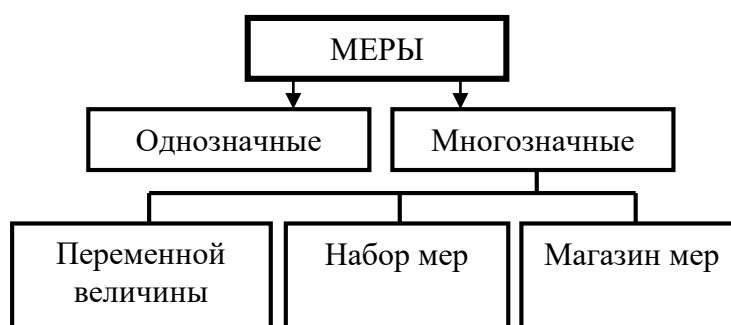 МЕРЫ
Однозначные
Многозначные
Переменной
величины
Набор мер
Магазин мер